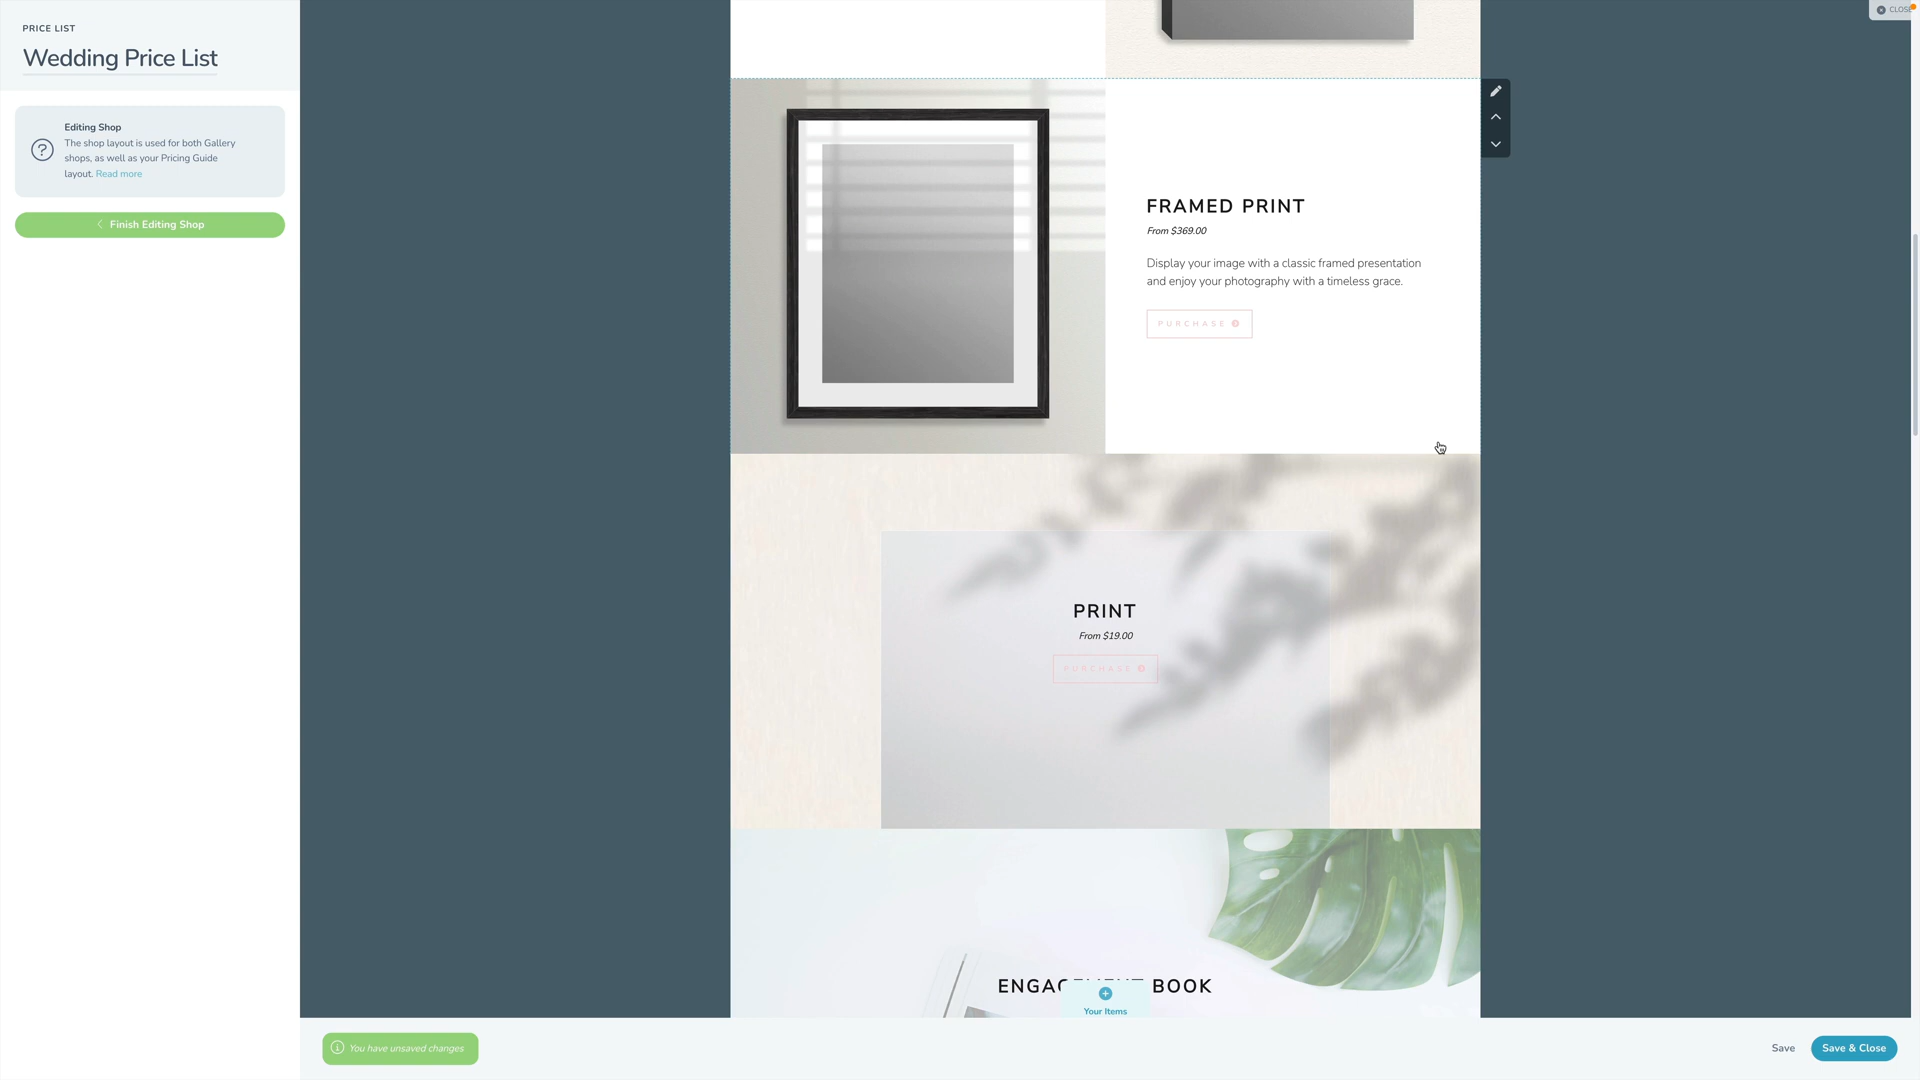 PRICE LIST
Wedding Price List
Editing Shop
The shop layout is used for both Gallery
shops, as well as your Pricing Guide
layout. Read more
Finish Editing Shop
CLOSE
FRAMED PRINT
From $369.00
Display your image with a classic framed presentation
and enjoy your photography with a timeless grace.
PURCHASE
PRINT
From $19.00
PURCHASE
BOOK
Your Items
You have unsaved changes
Save
Save & Close